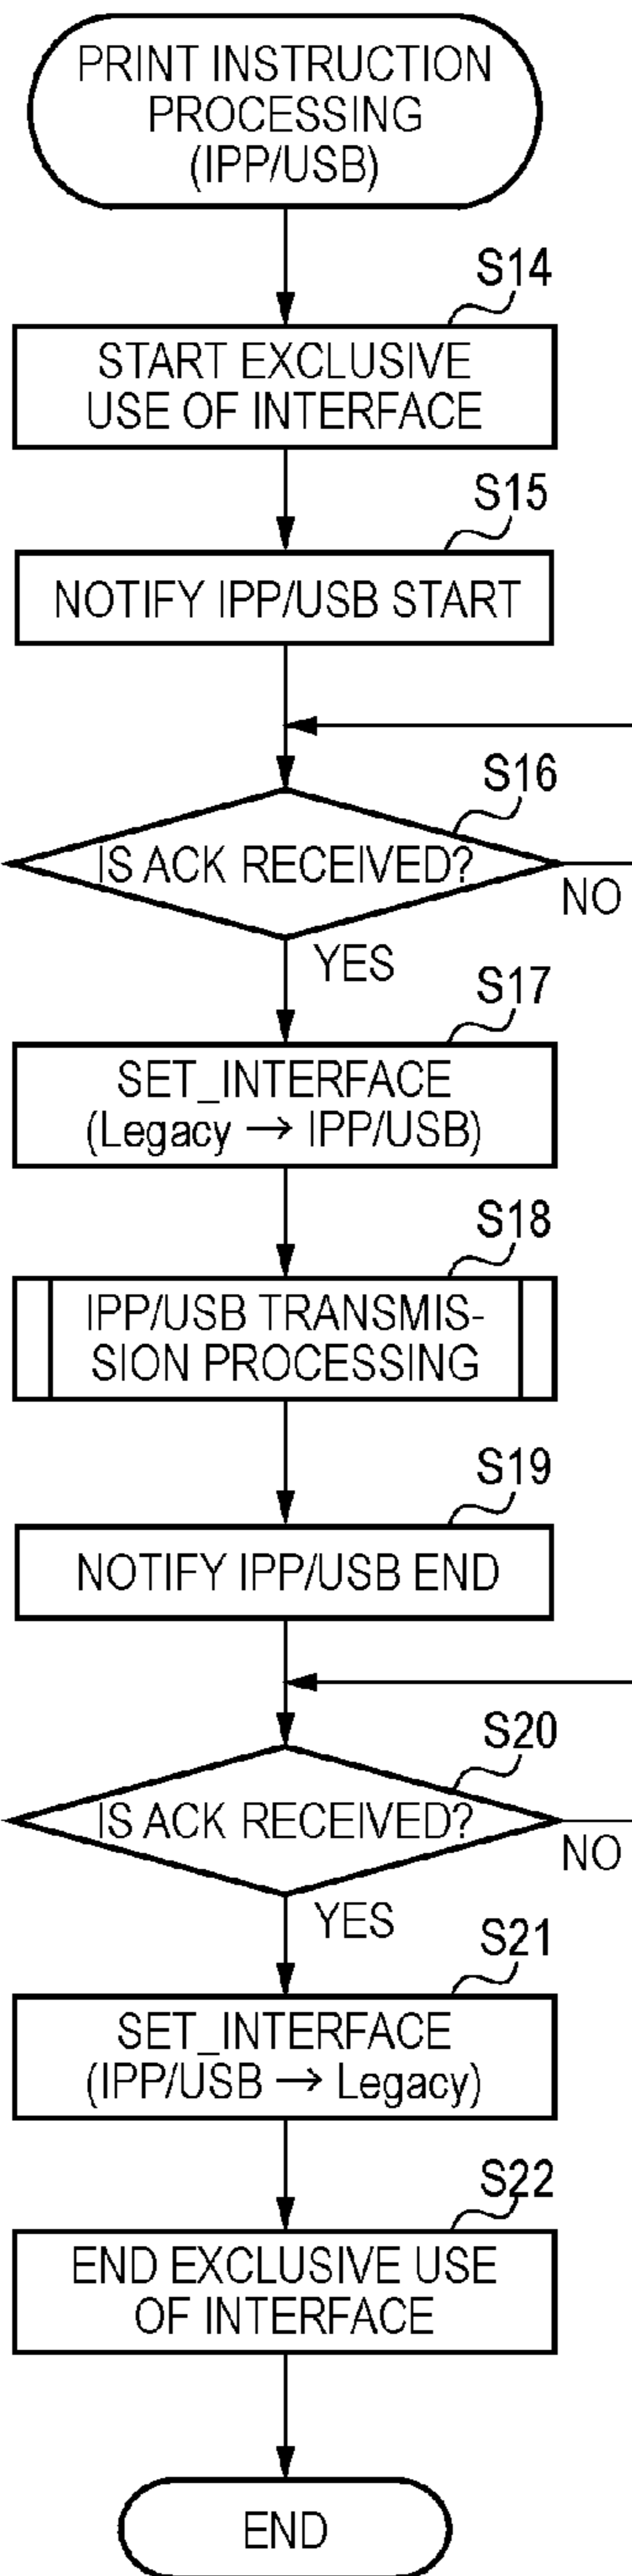 PRINT INSTRUCTION
PROCESSING
(IPP/USB)
S14
START EXCLUSIVE
USE OF INTERFACE
S15
NOTIFY IPP/USB START
S16
IS ACK RECEIVED?
NO
YES
S17
SET_INTERFACE
(Legacy → IPP/USB)
S18
IPP/USB TRANSMIS-
SION PROCESSING
S19
NOTIFY IPP/USB END
S20
IS ACK RECEIVED?
NO
YES
S21
SET_INTERFACE
(IPP/USB → Legacy)
S22
END EXCLUSIVE USE
OF INTERFACE
END